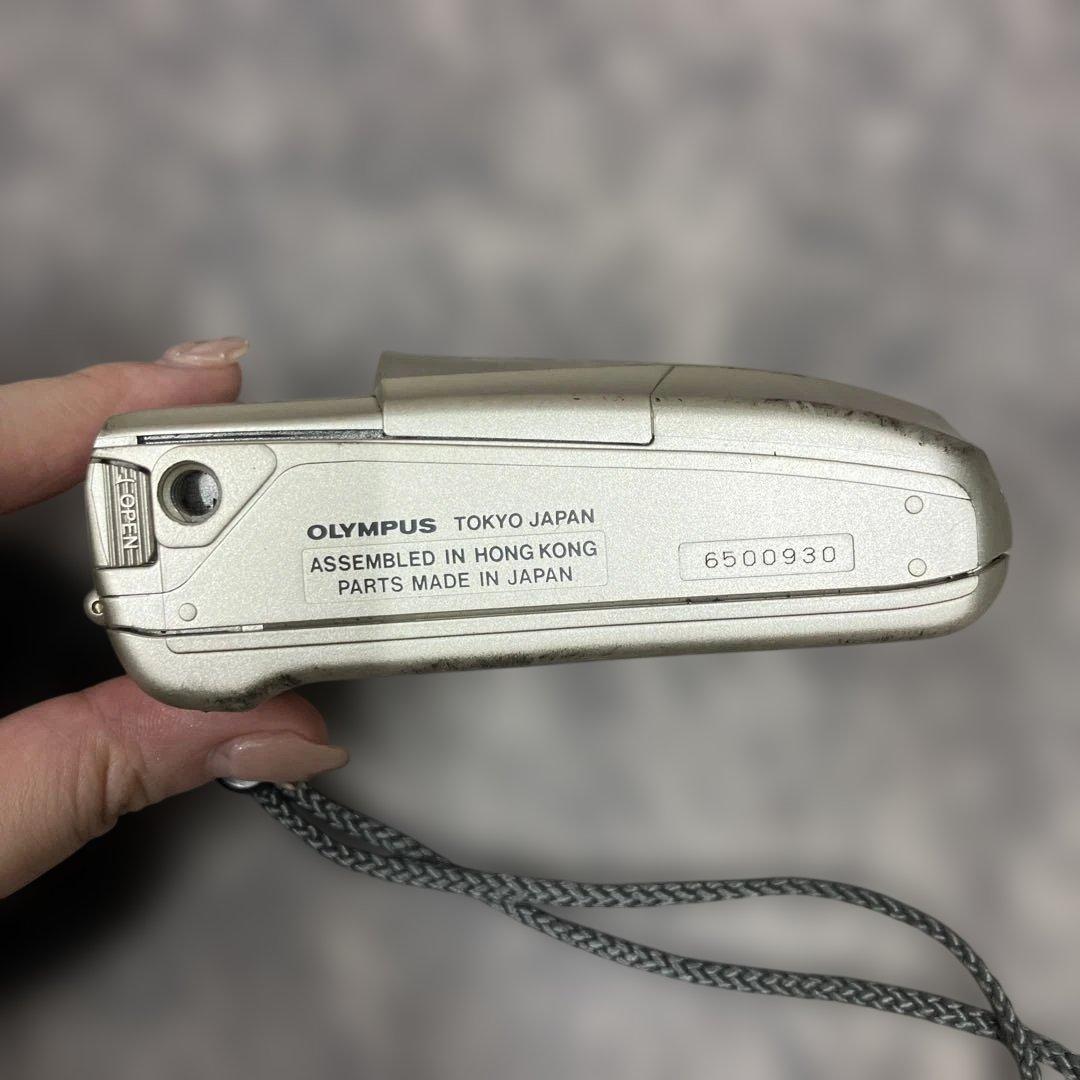 OPEN
OLYMPUS TOKYO JAPAN
ASSEMBLED IN HONG KONG
PARTS MADE IN JAPAN
6500930